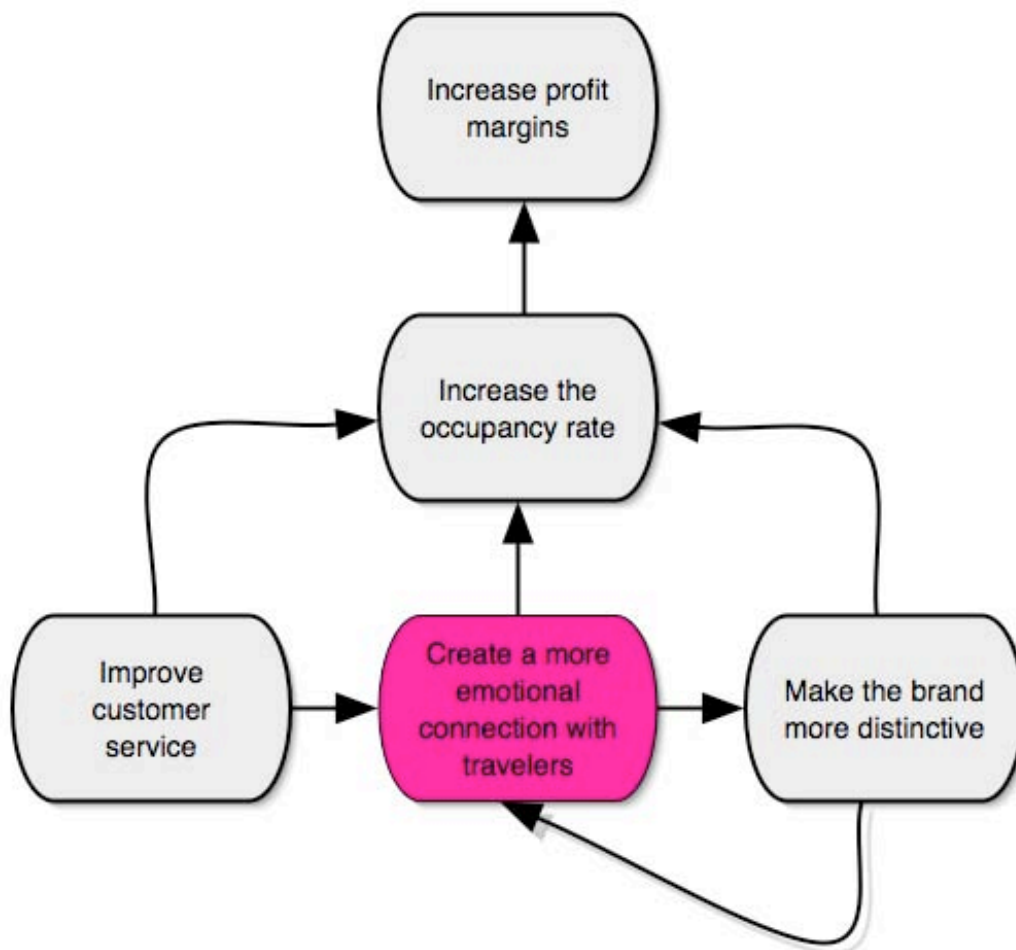 Increase profit
margins
Increase the
occupancy rate
Improve
customer
service
Create a more
emotional
connection with
travelers
Make the brand
more distinctive